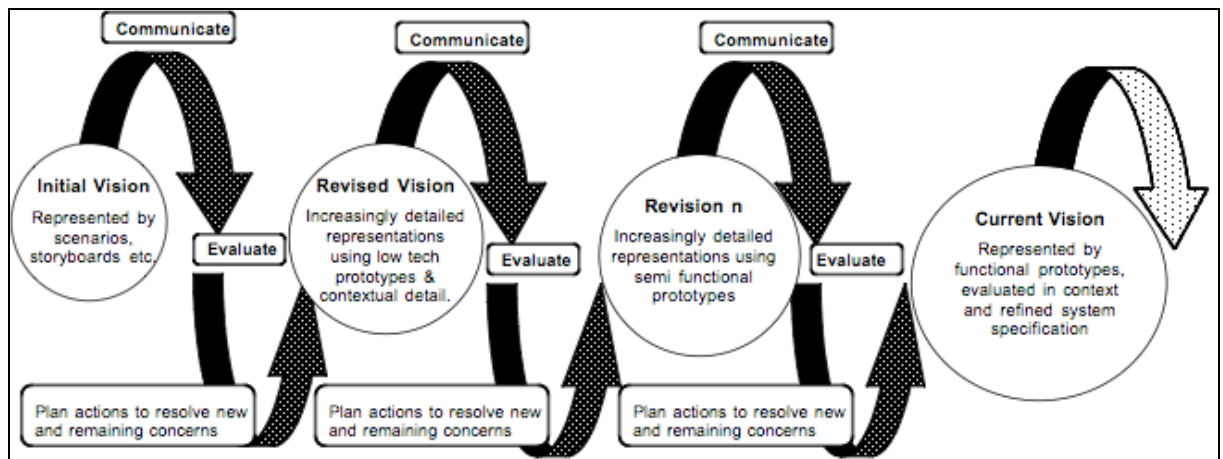 Communicate
Initial Vision
Represented by
scenarios,
storyboards etc.
Evaluate
Plan actions to resolve new
and remaining concerns
Communicate
Revised Vision
Increasingly detailed
representations
using low tech
prototypes &
contextual detail.
Evaluate
Plan actions to resolve new
and remaining concerns
Communicate
Revision n
Increasingly detailed
representations using
semi functional
prototypes
Evaluate
Plan actions to resolve new
and remaining concerns
Current Vision
Represented by
functional prototypes,
evaluated in context
and refined system
specification